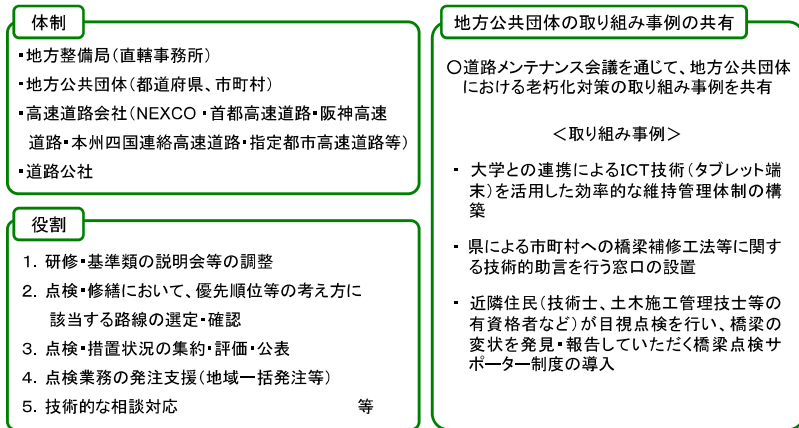 体制
・地方整備局（直轄事務所）
・地方公共団体（都道府県、市町村）
・高速道路会社（NEXCO・首都高速道路・阪神高速
道路・本州四国連絡高速道路・指定都市高速道路等）
・道路公社
役割
1. 研修・基準類の説明会等の調整
2. 点検・修繕において、優先順位等の考え方に
該当する路線の選定・確認
3. 点検・措置状況の集約・評価・公表
4. 点検業務の発注支援（地域一括発注等）
5. 技術的な相談対応 等
地方公共団体の取り組み事例の共有
〇道路メンテナンス会議を通じて、地方公共団体
における老朽化対策の取り組み事例を共有
＜取り組み事例＞
・ 大学との連携によるICT技術（タブレット端
末）を活用した効率的な維持管理体制の構
築
・ 県による市町村への橋梁補修工法等に関す
る技術的助言を行う窓口の設置
・ 近隣住民（技術士、土木施工管理技士等の
有資格者など）が目視点検を行い、橋梁の
変状を発見・報告していただく橋梁点検サ
ポーター制度の導入